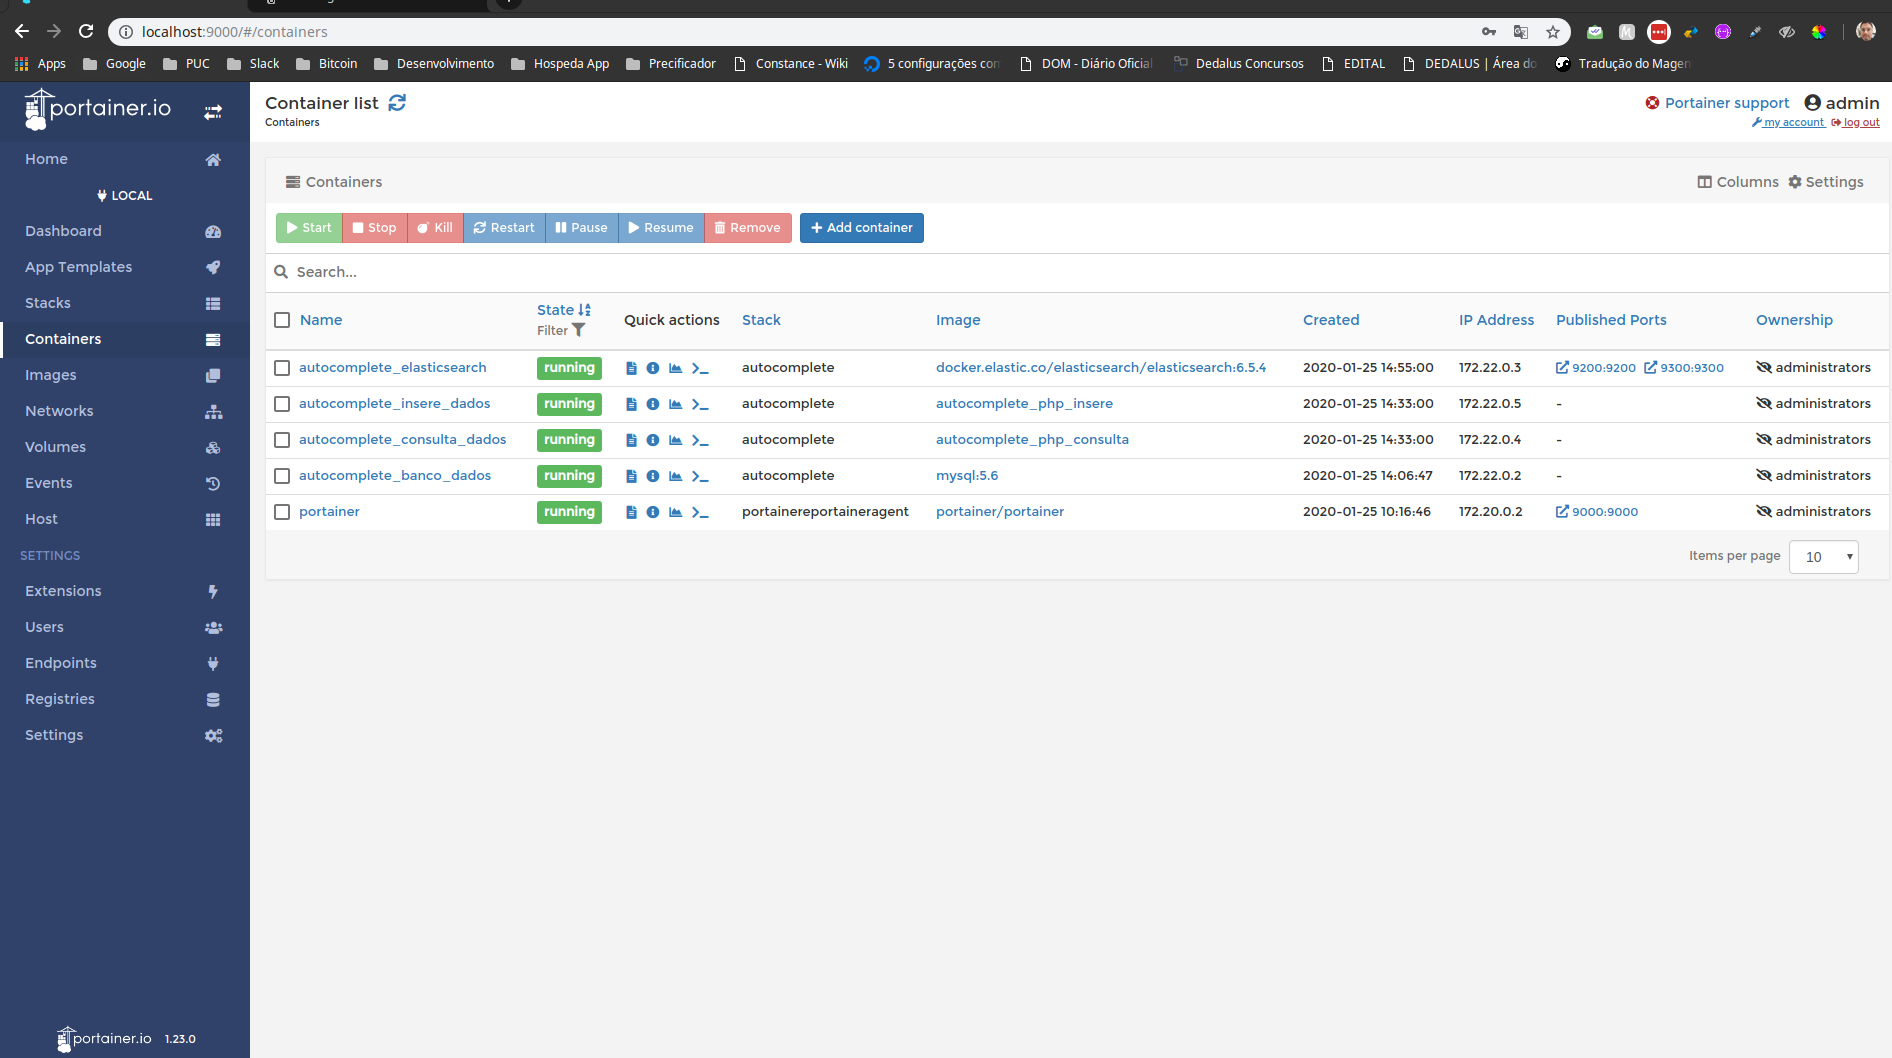 localhost:9000/#/containers
Apps Google PUC Slack Bitcoin Desenvolvimento Hospeda App Precificador Constance - Wiki 5 configurações con DOM - Diário Oficial Dedalus Concursos EDITAL DEDALUS | Área do Tradução do Magen
portainer.io
Container list
Containers
Portainer support admin
my account log out
Home
LOCAL
Dashboard
App Templates
Stacks
Containers
Images
Networks
Volumes
Events
Host
SETTINGS
Extensions
Users
Endpoints
Registries
Settings
portainer.io 1.23.0
Containers Columns Settings
Start Stop Kill Restart Pause Resume Remove Add container
Search...
Name State Filter Quick actions Stack Image Created IP Address Published Ports Ownership
autocomplete_elasticsearch running autocomplete docker.elastic.co/elasticsearch/elasticsearch:6.5.4 2020-01-25 14:55:00 172.22.0.3 9200:9200 9300:9300 administrators
autocomplete_insere_dados running autocomplete autocomplete_php_insere 2020-01-25 14:33:00 172.22.0.5 - administrators
autocomplete_consulta_dados running autocomplete autocomplete_php_consulta 2020-01-25 14:33:00 172.22.0.4 - administrators
autocomplete_banco_dados running autocomplete mysql:5.6 2020-01-25 14:06:47 172.22.0.2 - administrators
portainer running portainereportaineragent portainer/portainer 2020-01-25 10:16:46 172.20.0.2 9000:9000 administrators
Items per page 10